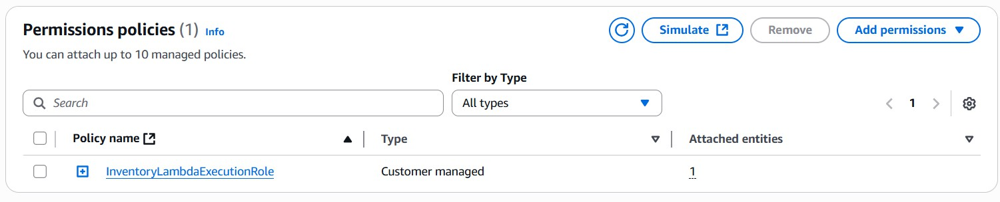 Permissions policies (1) Info
Simulate
Remove
Add permissions
You can attach up to 10 managed policies.
Filter by Type
Search
All types
1
Policy name
Type
Attached entities
InventoryLambdaExecutionRole
Customer managed
1